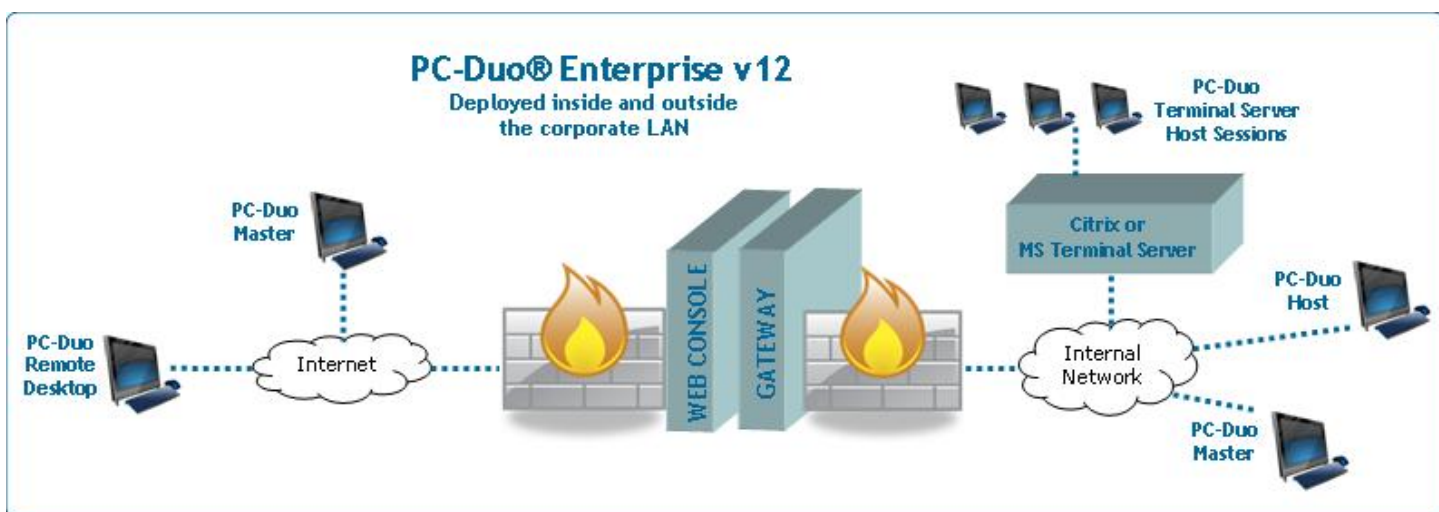 PC-Duo® Enterprise v12
Deployed inside and outside
the corporate LAN
PC-Duo
Terminal Server
Host Sessions
PC-Duo
Master
Citrix or
MS Terminal Server
PC-Duo
Host
PC-Duo
Remote
Desktop
Internet
WEB CONSOLE
GATEWAY
Internal
Network
PC-Duo
Master